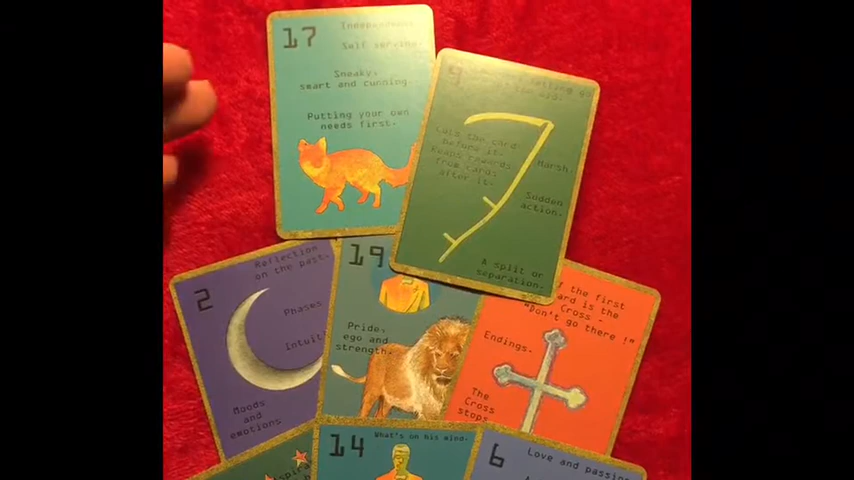 17
Independent
Self serving.
Sneaky,
smart and cunning.
Putting your own
needs first.
9
Cuts the card
before it.
Reaps rewards
from cards
after it.
Harsh.
Sudden
action.
A split or
separation.
2
Reflection
on the past.
Phases
Moods
and
emotions
19
Pride,
ego and
strength.
the first
card is the
Cross -
"Don't go there !"
Endings.
The
Cross
stops
14
What's on his mind.
6
Love and passion